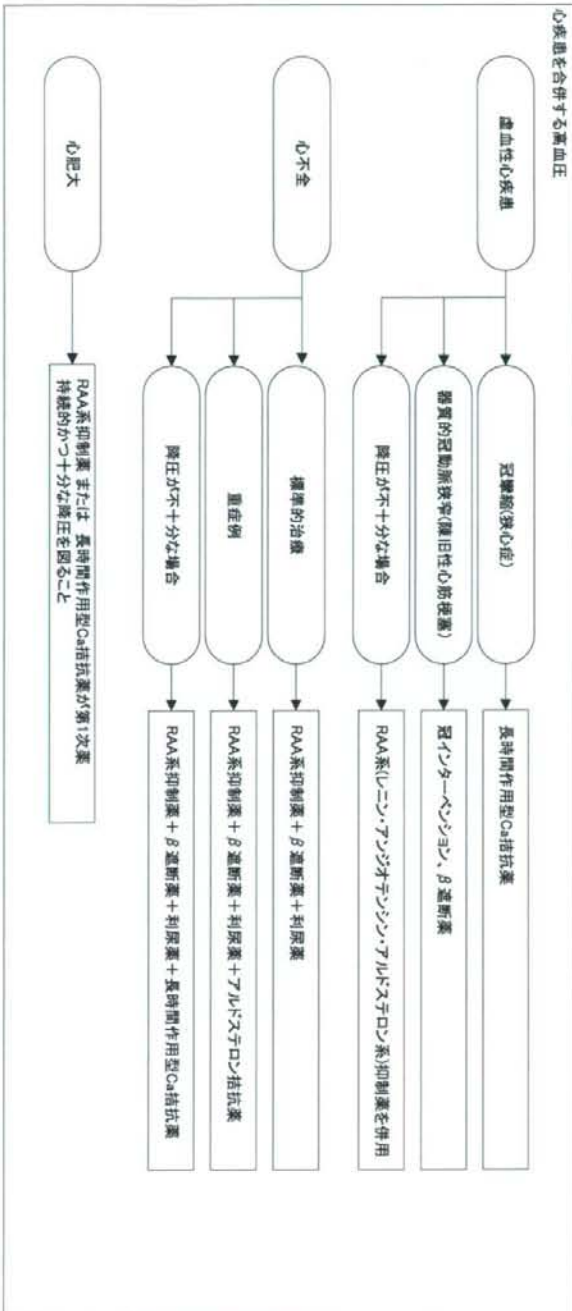 心疾患を合併する高血圧
虚血性心疾患
冠攣縮(狭心症)
長時間作用型Ca拮抗薬
器質的冠動脈狭窄(陳旧性心筋梗塞)
冠インターベンション、β遮断薬
降圧が不十分な場合
RAA系(レニン・アンジオテンシン・アルドステロン系)抑制薬を併用
心不全
標準的治療
RAA系抑制薬+β遮断薬+利尿薬
重症例
RAA系抑制薬+β遮断薬+利尿薬+アルドステロン拮抗薬
降圧が不十分な場合
RAA系抑制薬+β遮断薬+利尿薬+長時間作用型Ca拮抗薬
心肥大
RAA系抑制薬 または 長時間作用型Ca拮抗薬が第1次薬
持続的かつ十分な降圧を図ること